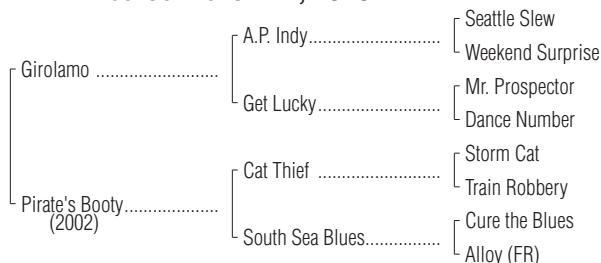 A.P. Indy
Seattle Slew
Weekend Surprise
Girolamo
Get Lucky
Mr. Prospector
Dance Number
Cat Thief
Storm Cat
Train Robbery
Pirate's Booty
(2002)
South Sea Blues
Cure the Blues
Alloy (FR)